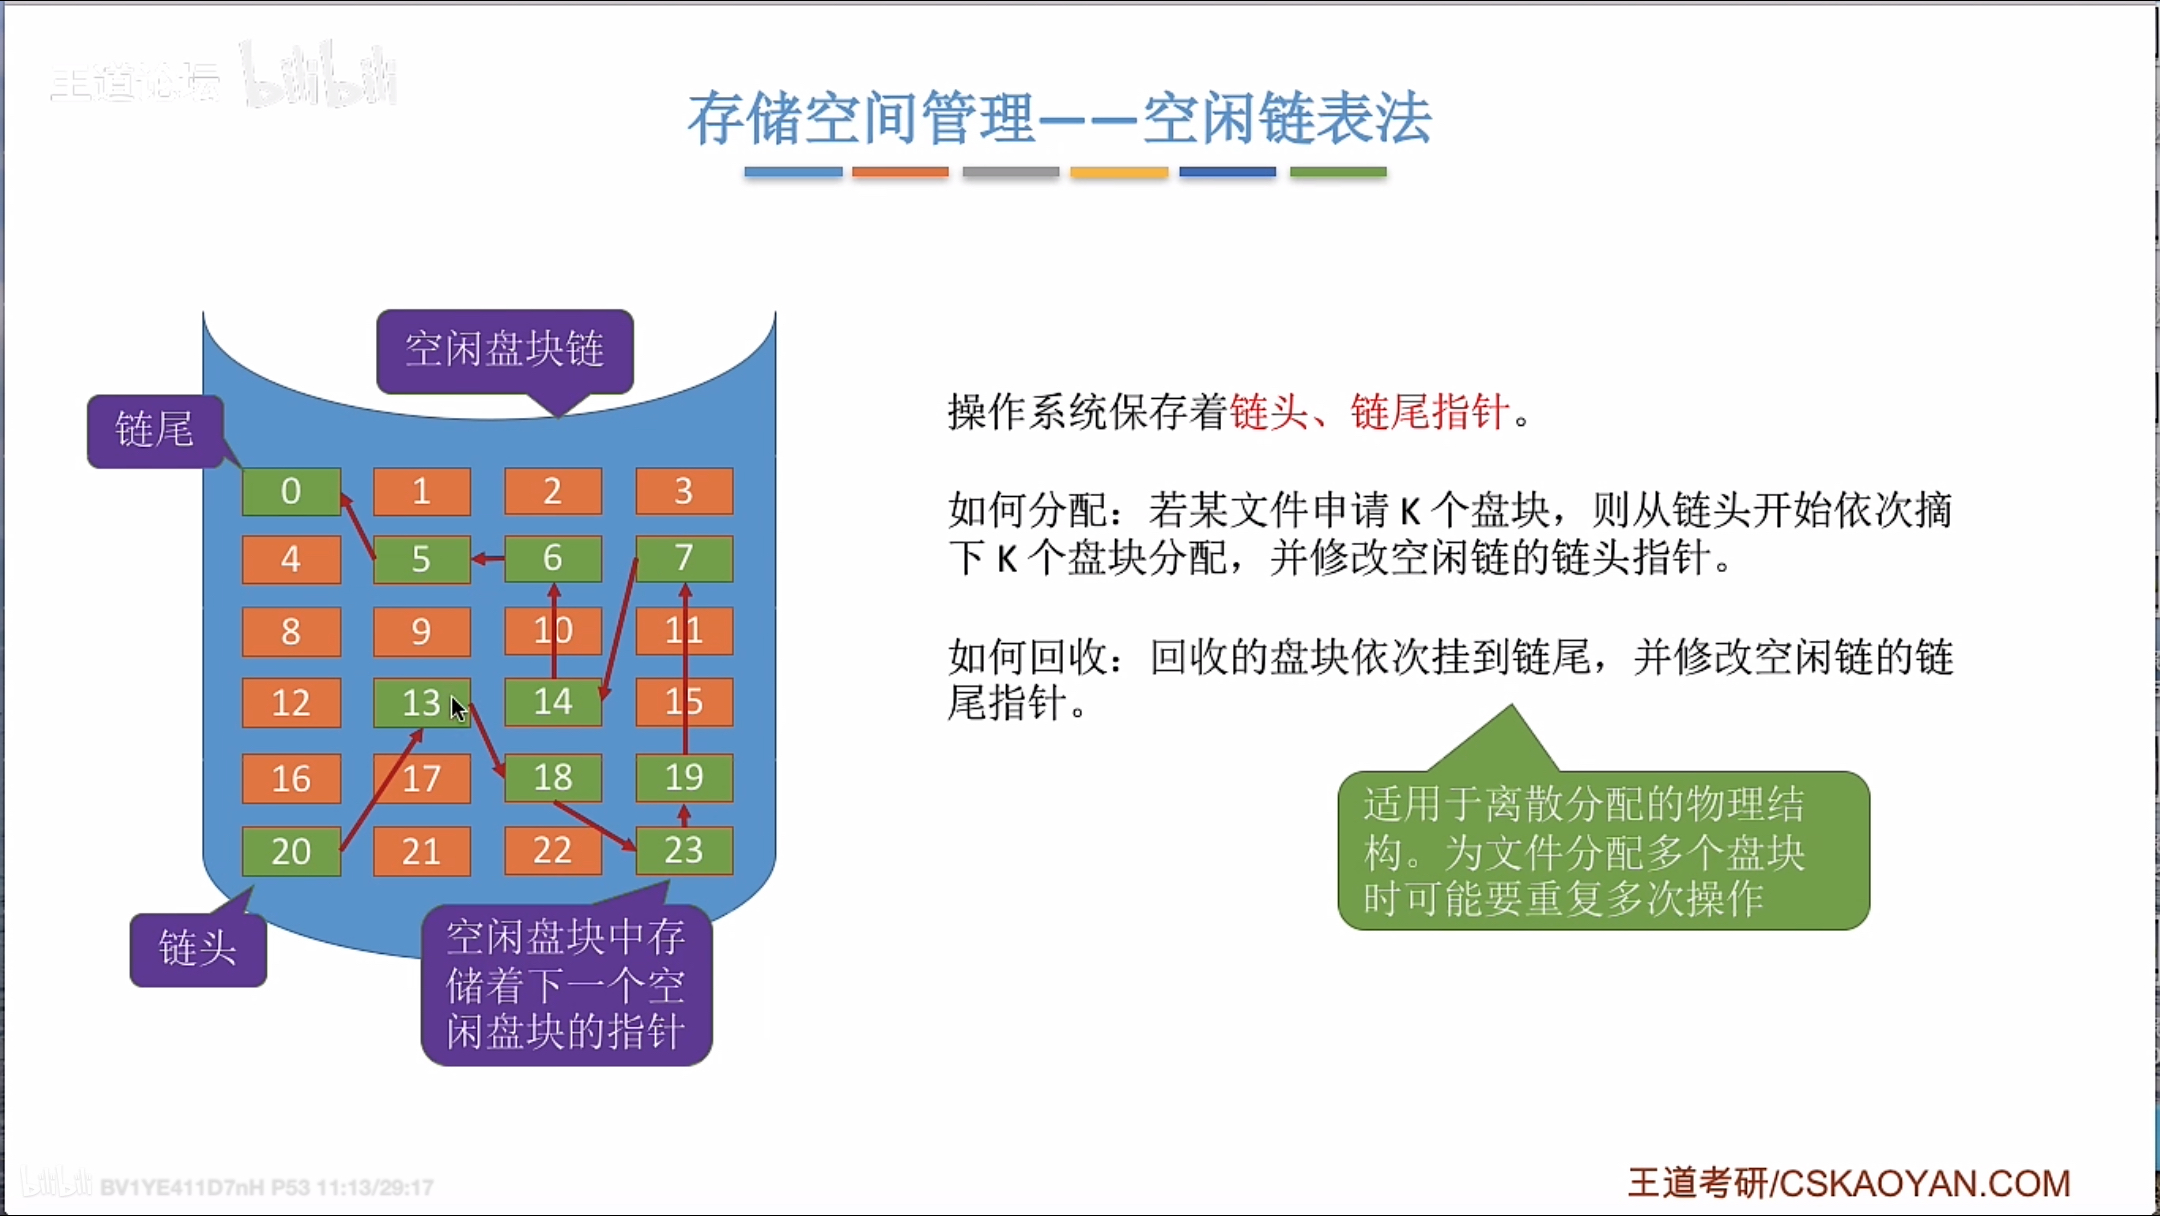 王道论坛 bilibili
存储空间管理——空闲链表法
空闲盘块链
链尾
0 1 2 3
4 5 6 7
8 9 10 11
12 13 14 15
16 17 18 19
20 21 22 23
链头
空闲盘块中存
储着下一个空
闲盘块的指针
操作系统保存着链头、链尾指针。
如何分配：若某文件申请 K 个盘块，则从链头开始依次摘
下 K 个盘块分配，并修改空闲链的链头指针。
如何回收：回收的盘块依次挂到链尾，并修改空闲链的链
尾指针。
适用于离散分配的物理结
构。为文件分配多个盘块
时可能要重复多次操作
bilibili BV1YE411D7nH P53 11:13/29:17
王道考研/CSKAOYAN.COM